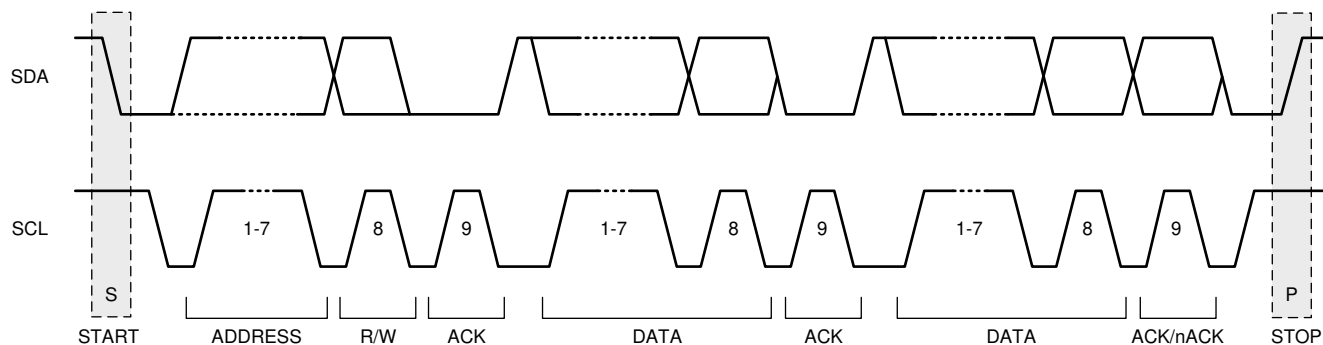 SDA
SCL
1-7 8 9 1-7 8 9 1-7 8 9
S P
START ADDRESS R/W ACK DATA ACK DATA ACK/nACK STOP